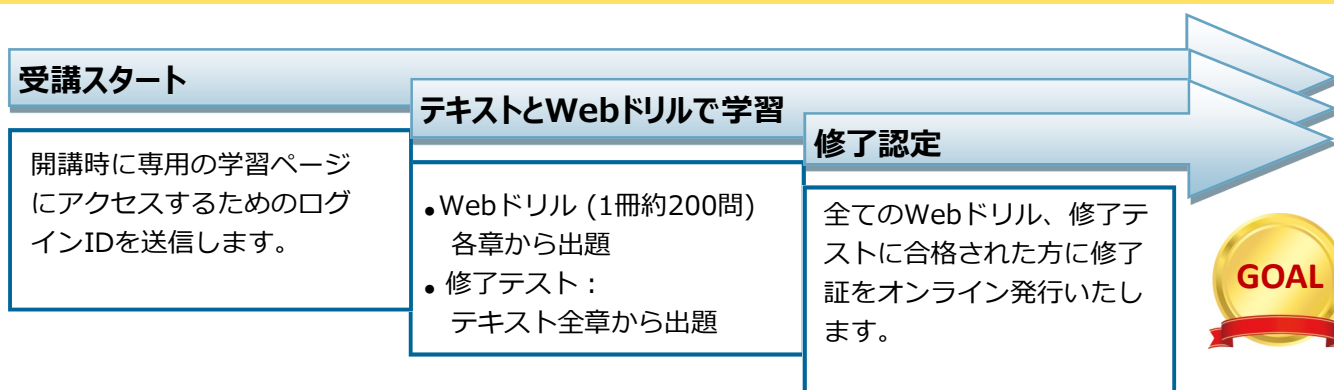 受講スタート
開講時に専用の学習ページ
にアクセスするためのログ
インIDを送信します。
テキストとWebドリルで学習
•Webドリル (1冊約200問)
各章から出題
• 修了テスト：
テキスト全章から出題
修了認定
全てのWebドリル、修了テ
ストに合格された方に修了
証をオンライン発行いたし
ます。
GOAL